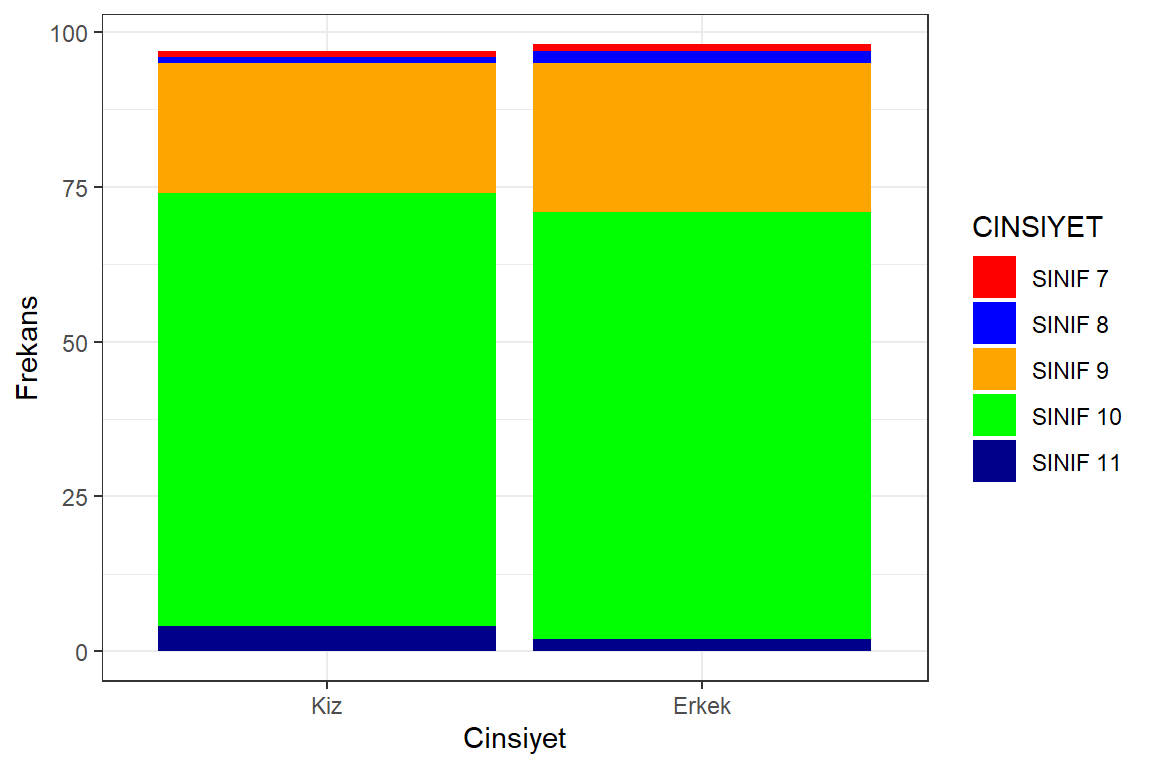 100
75
50
25
0
Frekans
Kiz
Erkek
Cinsiyet
CINSIYET
SINIF 7
SINIF 8
SINIF 9
SINIF 10
SINIF 11